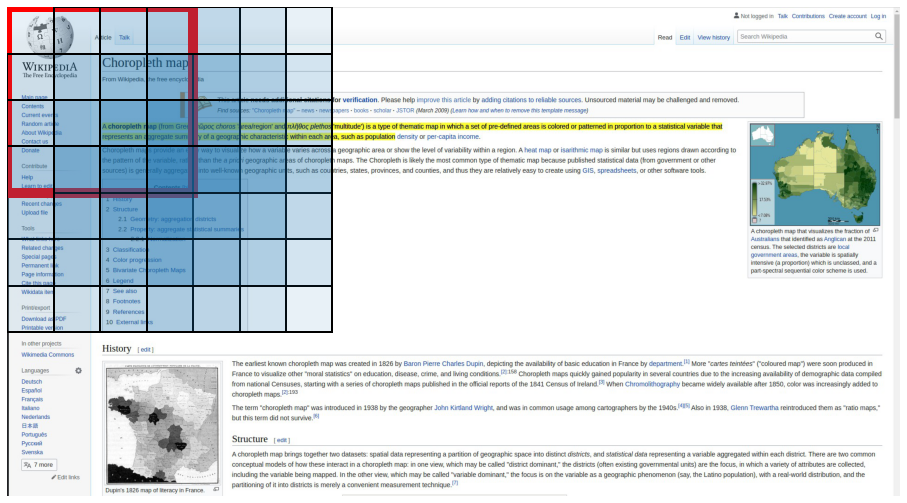 Not logged in Talk Contributions Create account Log in
Article Talk
Read Edit View history Search Wikipedia
WIKIPEDIA
The Free Encyclopedia
Main page
Contents
Current events
Random article
About Wikipedia
Contact us
Donate
Contribute
Help
Learn to edit
Recent changes
Upload file
Tools
Related changes
Special pages
Permanent link
Page information
Cite this page
Wikidata item
Print/export
Download as PDF
Printable version
In other projects
Wikimedia Commons
Languages
Deutsch
Español
Français
Italiano
Nederlands
日本語
Português
Русский
Svenska
7 more
Edit links
Choropleth map
From Wikipedia, the free encyclopedia
This article needs additional citations for verification. Please help improve this article by adding citations to reliable sources. Unsourced material may be challenged and removed.
Find sources: "Choropleth map" – news · newspapers · books · scholar · JSTOR (March 2009) (Learn how and when to remove this template message)
A choropleth map (from Greek χῶρος choros 'area/region' and πλῆθος plethos 'multitude') is a type of thematic map in which a set of pre-defined areas is colored or patterned in proportion to a statistical variable that
represents an aggregate summary of a geographic characteristic within each area, such as population density or per-capita income.
Choropleth maps provide an easy way to visualize how a variable varies across a geographic area or show the level of variability within a region. A heat map or isarithmic map is similar but uses regions drawn according to
the pattern of the variable, rather than the a priori geographic areas of choropleth maps. The Choropleth is likely the most common type of thematic map because published statistical data (from government or other
sources) is generally aggregated into well-known geographic units, such as countries, states, provinces, and counties, and thus they are relatively easy to create using GIS, spreadsheets, or other software tools.
A choropleth map that visualizes the fraction of
Australians that identified as Anglican at the 2011
census. The selected districts are local
government areas, the variable is spatially
intensive (a proportion) which is unclassed, and a
part-spectral sequential color scheme is used.
1 History
2 Structure
2.1 Geometry: aggregation districts
2.2 Property: aggregate statistical summaries
3 Classification
4 Color progression
5 Bivariate Choropleth Maps
6 Legend
7 See also
8 Footnotes
9 References
10 External links
History [ edit ]
The earliest known choropleth map was created in 1826 by Baron Pierre Charles Dupin, depicting the availability of basic education in France by department.[1] More "cartes teintées" ("coloured map") were soon produced in
France to visualize other "moral statistics" on education, disease, crime, and living conditions.[2]:158 Choropleth maps quickly gained popularity in several countries due to the increasing availability of demographic data compiled
from national Censuses, starting with a series of choropleth maps published in the official reports of the 1841 Census of Ireland.[3] When Chromolithography became widely available after 1850, color was increasingly added to
choropleth maps.[2]:193
The term "choropleth map" was introduced in 1938 by the geographer John Kirtland Wright, and was in common usage among cartographers by the 1940s.[4][5] Also in 1938, Glenn Trewartha reintroduced them as "ratio maps,"
but this term did not survive.[6]
Dupin's 1826 map of literacy in France.
Structure [ edit ]
A choropleth map brings together two datasets: spatial data representing a partition of geographic space into distinct districts, and statistical data representing a variable aggregated within each district. There are two common
conceptual models of how these interact in a choropleth map: in one view, which may be called "district dominant," the districts (often existing governmental units) are the focus, in which a variety of attributes are collected,
including the variable being mapped. In the other view, which may be called "variable dominant," the focus is on the variable as a geographic phenomenon (say, the Latino population), with a real-world distribution, and the
partitioning of it into districts is merely a convenient measurement technique.[7]